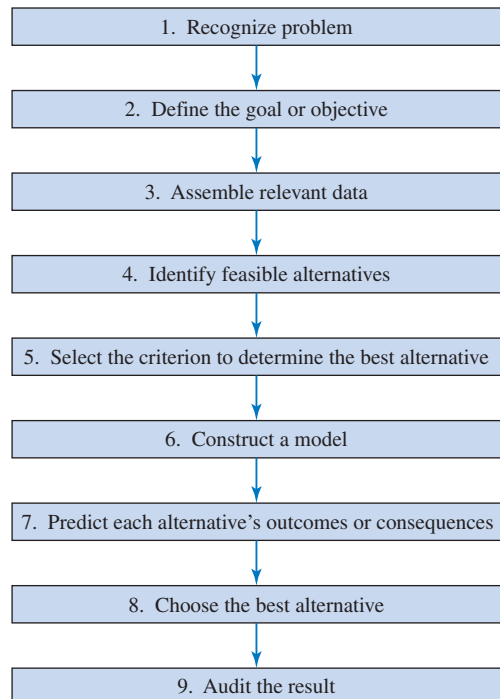 1. Recognize problem
2. Define the goal or objective
3. Assemble relevant data
4. Identify feasible alternatives
5. Select the criterion to determine the best alternative
6. Construct a model
7. Predict each alternative’s outcomes or consequences
8. Choose the best alternative
9. Audit the result